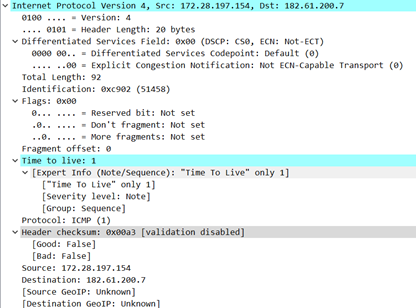 Internet Protocol Version 4, Src: 172.28.197.154, Dst: 182.61.200.7
0100 .... = Version: 4
.... 0101 = Header Length: 20 bytes
Differentiated Services Field: 0x00 (DSCP: CS0, ECN: Not-ECT)
0000 00.. = Differentiated Services Codepoint: Default (0)
.... ..00 = Explicit Congestion Notification: Not ECN-Capable Transport (0)
Total Length: 92
Identification: 0xc902 (51458)
Flags: 0x00
0... .... = Reserved bit: Not set
.0.. .... = Don't fragment: Not set
..0. .... = More fragments: Not set
Fragment offset: 0
Time to live: 1
[Expert Info (Note/Sequence): "Time To Live" only 1]
["Time To Live" only 1]
[Severity level: Note]
[Group: Sequence]
Protocol: ICMP (1)
Header checksum: 0x00a3 [validation disabled]
[Good: False]
[Bad: False]
Source: 172.28.197.154
Destination: 182.61.200.7
[Source GeoIP: Unknown]
[Destination GeoIP: Unknown]